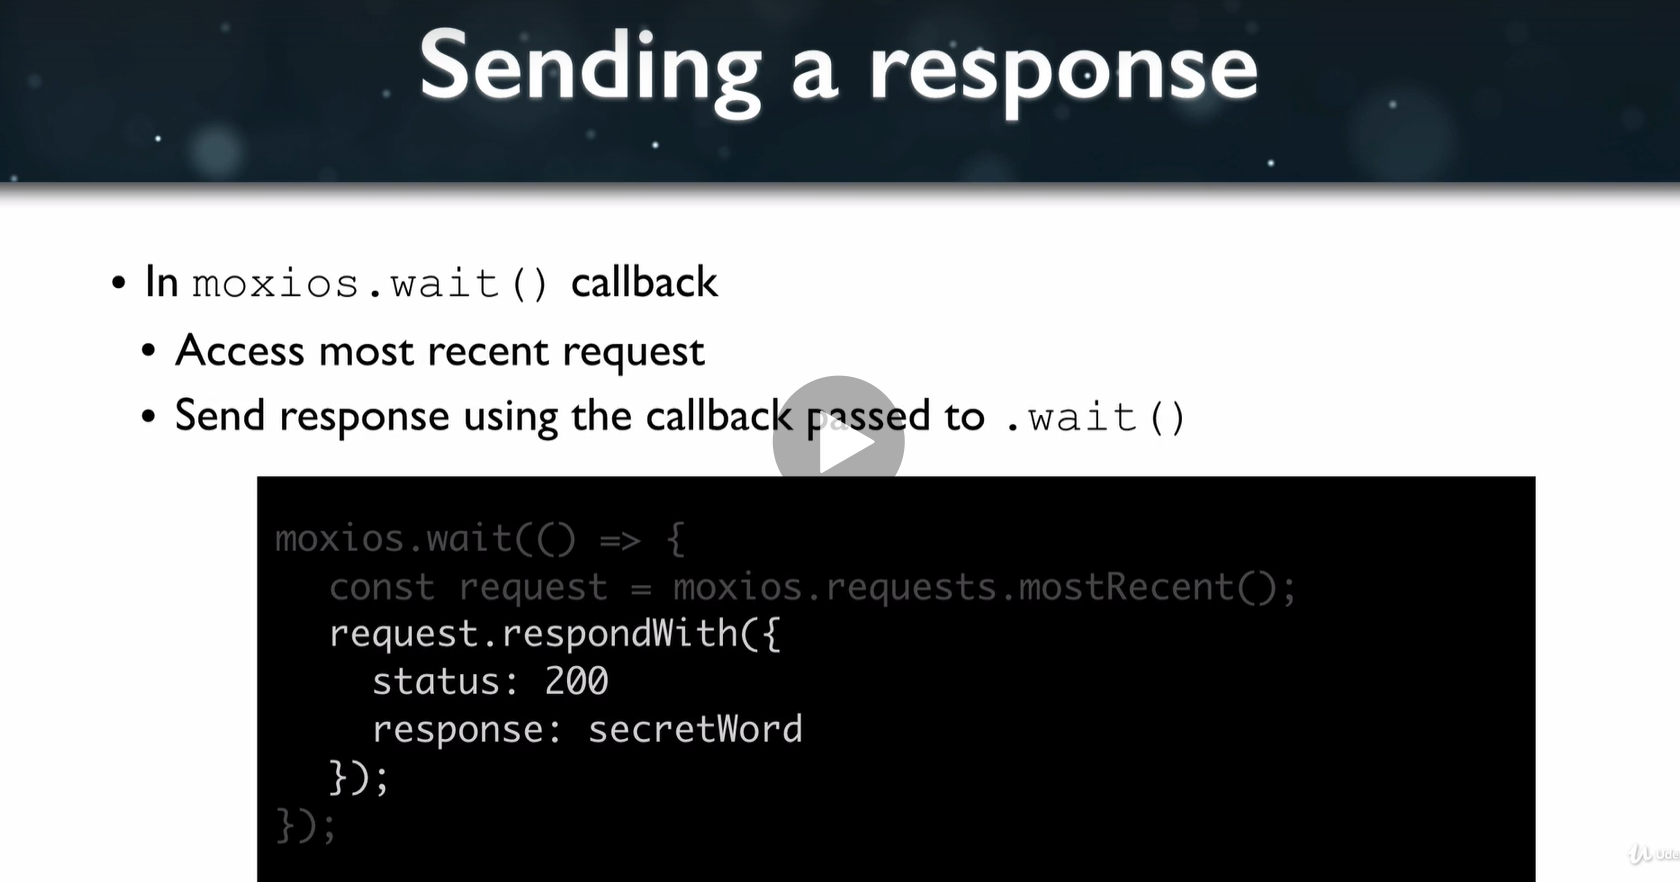 Sending a response
• In moxios.wait() callback
• Access most recent request
• Send response using the callback passed to .wait()
moxios.wait(() => {
const request = moxios.requests.mostRecent();
request.respondWith({
status: 200
response: secretWord
});
});
Ude